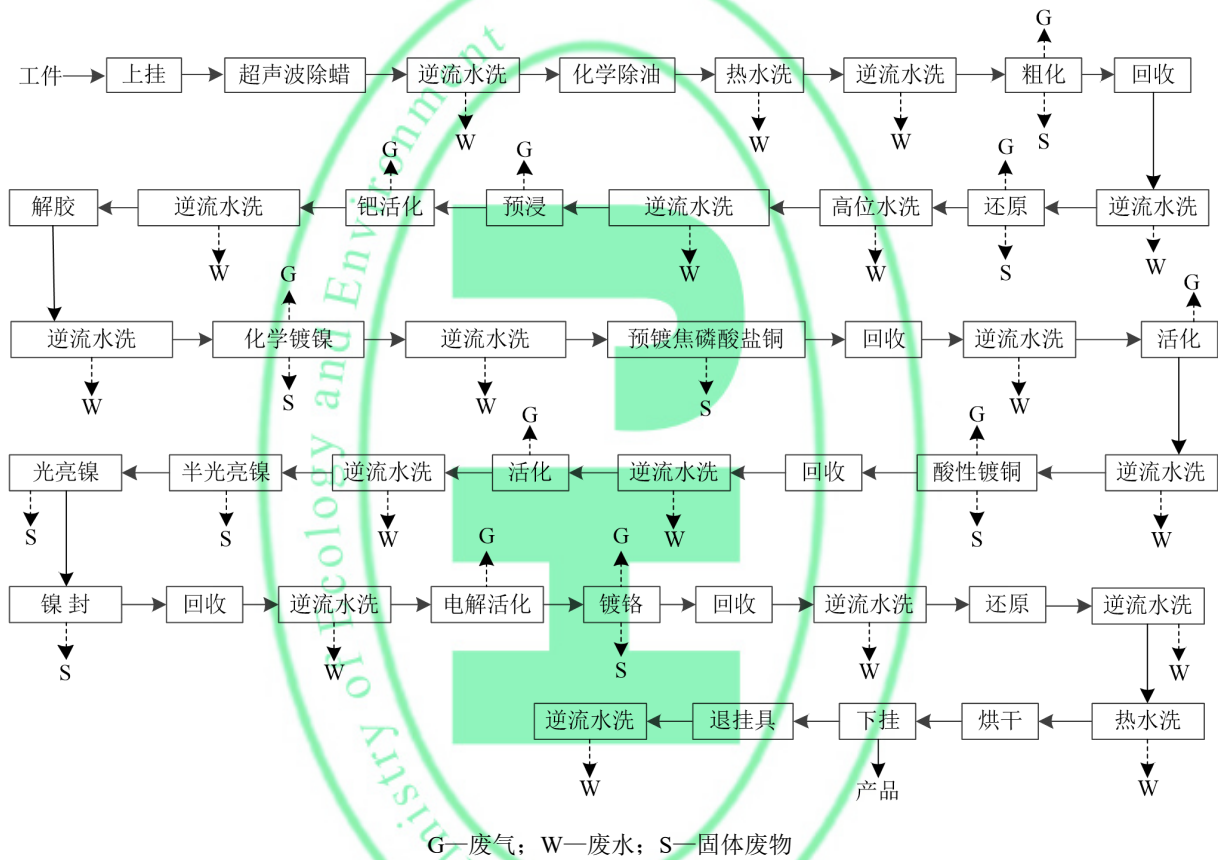 G
工件 上挂 超声波除蜡 逆流水洗 化学除油 热水洗 逆流水洗 粗化 回收
W W W S
G G G
解胶 逆流水洗 钯活化 预浸 逆流水洗 高位水洗 还原 逆流水洗
W W W S W
G G
逆流水洗 化学镀镍 逆流水洗 预镀焦磷酸盐铜 回收 逆流水洗 活化
W S W S W
G G
光亮镍 半光亮镍 逆流水洗 活化 逆流水洗 回收 酸性镀铜 逆流水洗
S S W W S W
G G
镍 封 回收 逆流水洗 电解活化 镀铬 回收 逆流水洗 还原 逆流水洗
S W S W W
逆流水洗 退挂具 下挂 烘干 热水洗
W 产品 W
G—废气；W—废水；S—固体废物
nistry of Ecology and Environment